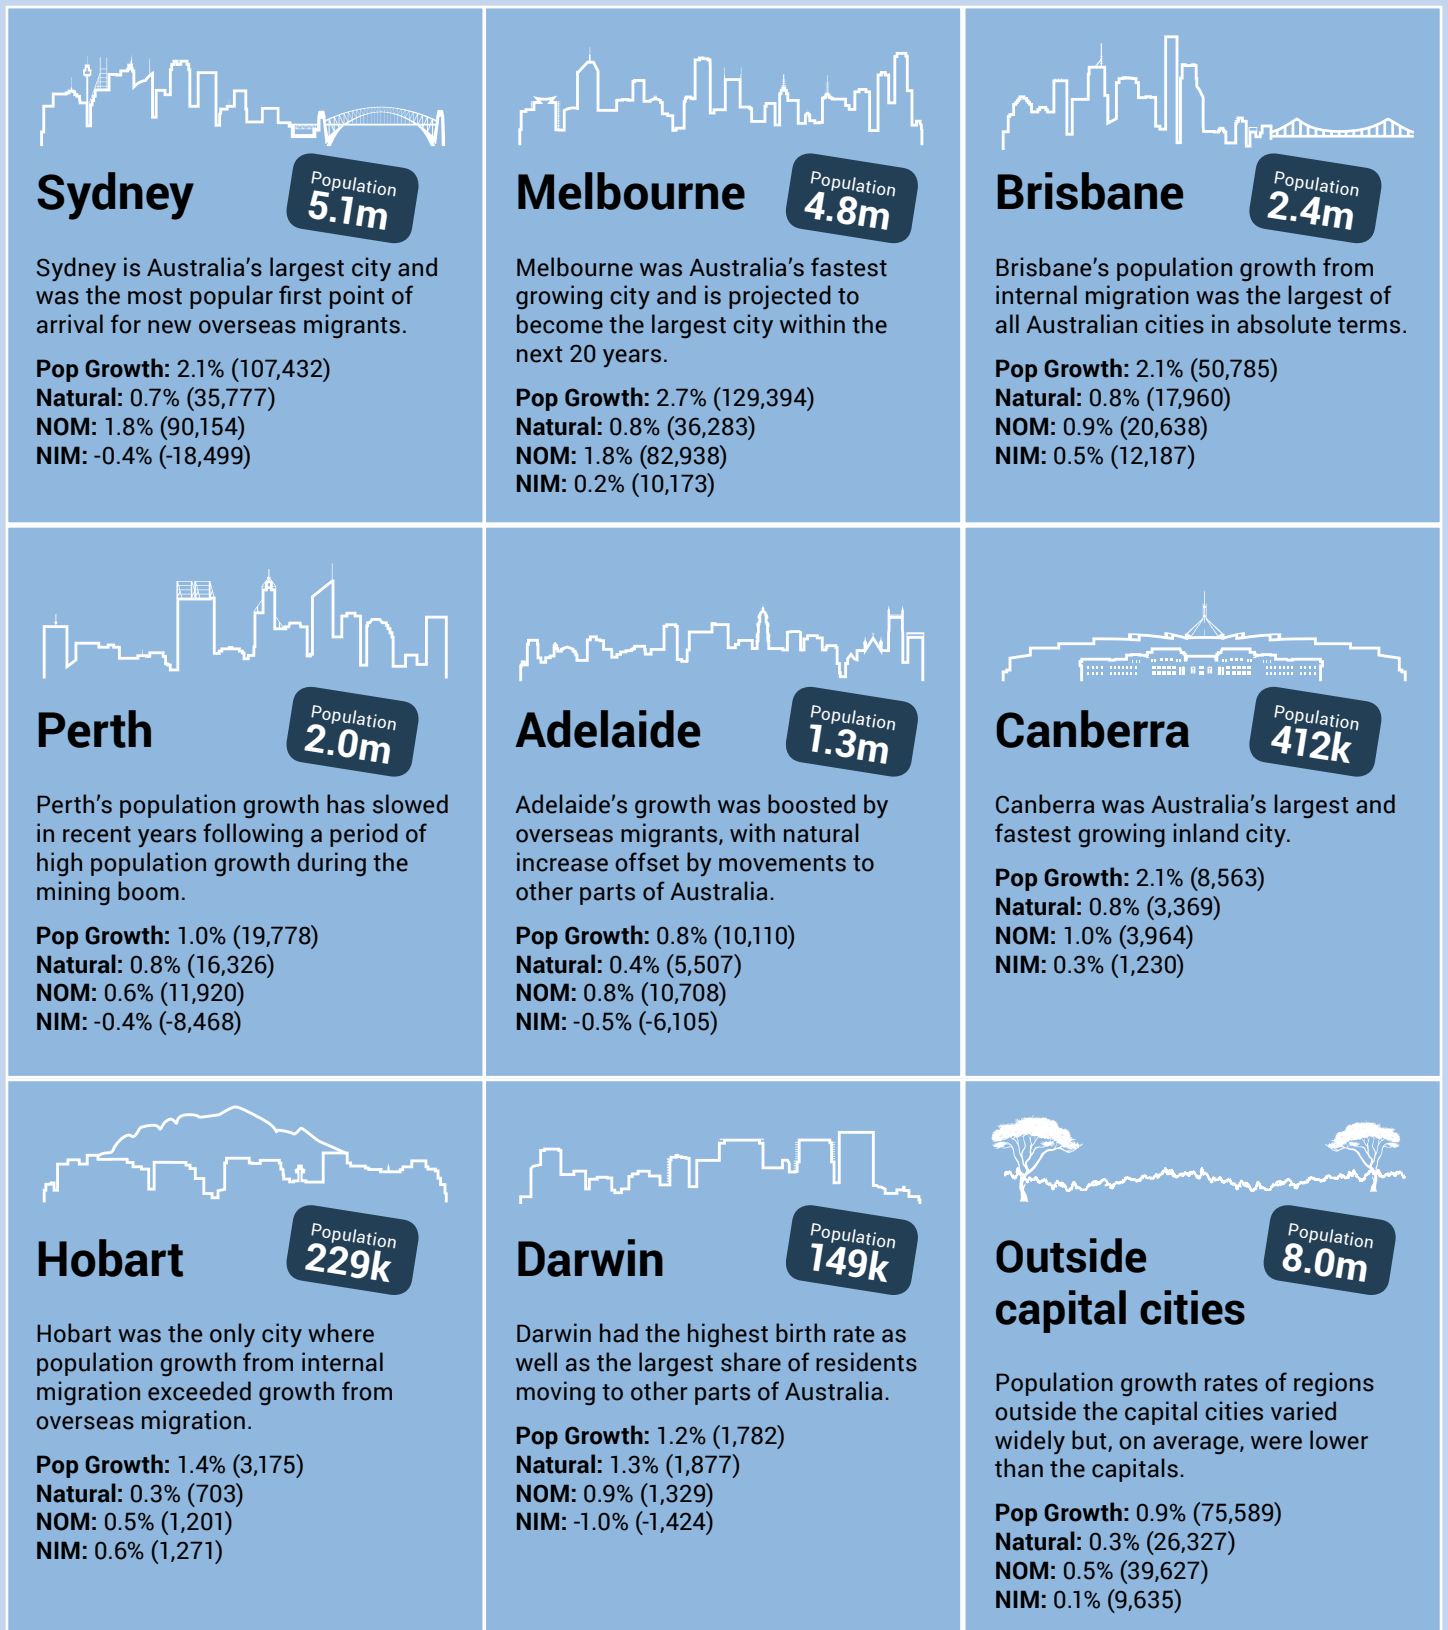 Sydney
Population
5.1m
Sydney is Australia's largest city and
was the most popular first point of
arrival for new overseas migrants.
Pop Growth: 2.1% (107,432)
Natural: 0.7% (35,777)
NOM: 1.8% (90,154)
NIM: -0.4% (-18,499)
Melbourne
Population
4.8m
Melbourne was Australia's fastest
growing city and is projected to
become the largest city within the
next 20 years.
Pop Growth: 2.7% (129,394)
Natural: 0.8% (36,283)
NOM: 1.8% (82,938)
NIM: 0.2% (10,173)
Brisbane
Population
2.4m
Brisbane's population growth from
internal migration was the largest of
all Australian cities in absolute terms.
Pop Growth: 2.1% (50,785)
Natural: 0.8% (17,960)
NOM: 0.9% (20,638)
NIM: 0.5% (12,187)
Perth
Population
2.0m
Perth's population growth has slowed
in recent years following a period of
high population growth during the
mining boom.
Pop Growth: 1.0% (19,778)
Natural: 0.8% (16,326)
NOM: 0.6% (11,920)
NIM: -0.4% (-8,468)
Adelaide
Population
1.3m
Adelaide's growth was boosted by
overseas migrants, with natural
increase offset by movements to
other parts of Australia.
Pop Growth: 0.8% (10,110)
Natural: 0.4% (5,507)
NOM: 0.8% (10,708)
NIM: -0.5% (-6,105)
Canberra
Population
412k
Canberra was Australia's largest and
fastest growing inland city.
Pop Growth: 2.1% (8,563)
Natural: 0.8% (3,369)
NOM: 1.0% (3,964)
NIM: 0.3% (1,230)
Hobart
Population
229k
Hobart was the only city where
population growth from internal
migration exceeded growth from
overseas migration.
Pop Growth: 1.4% (3,175)
Natural: 0.3% (703)
NOM: 0.5% (1,201)
NIM: 0.6% (1,271)
Darwin
Population
149k
Darwin had the highest birth rate as
well as the largest share of residents
moving to other parts of Australia.
Pop Growth: 1.2% (1,782)
Natural: 1.3% (1,877)
NOM: 0.9% (1,329)
NIM: -1.0% (-1,424)
Outside
capital cities
Population
8.0m
Population growth rates of regions
outside the capital cities varied
widely but, on average, were lower
than the capitals.
Pop Growth: 0.9% (75,589)
Natural: 0.3% (26,327)
NOM: 0.5% (39,627)
NIM: 0.1% (9,635)